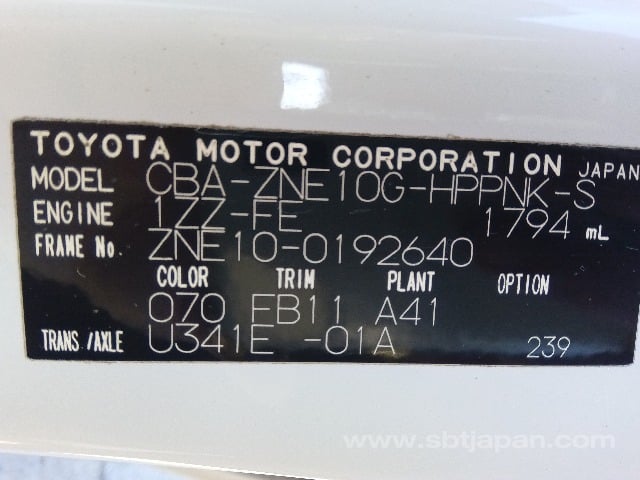 TOYOTA MOTOR CORPORATION JAPAN
MODEL CBA-ZNE10G-HPPNK-S
ENGINE 1ZZ-FE 1794 mL
FRAME No. ZNE10-0192640
COLOR TRIM PLANT OPTION
070 FB11 A41
TRANS/AXLE U341E -01A 239
www.sbtjapan.com